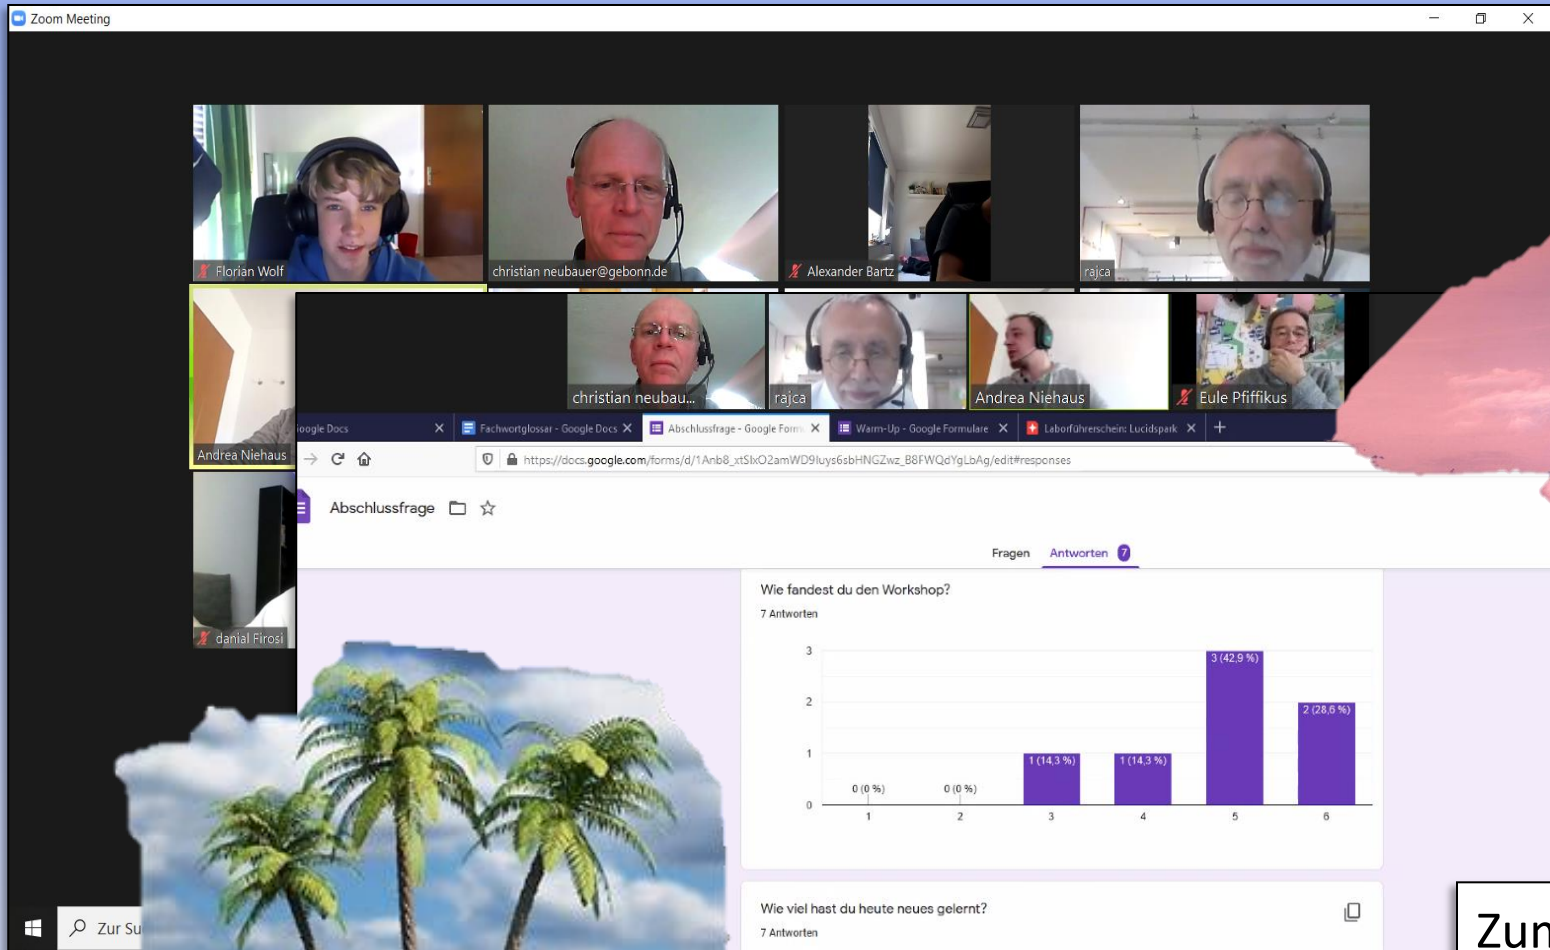 Zoom Meeting
Florian Wolf
christian neubauer@gebonn.de
Alexander Bartz
rajca
Andrea Niehaus
christian neubau...
rajca
Andrea Niehaus
Eule Pfiffikus
danial Firosi
Google Docs
Fachwortglossar - Google Docs
Abschlussfrage - Google Form
Warm-Up - Google Formulare
Laborführerschein: Lucidspark
https://docs.google.com/forms/d/1Anb8_xtSIxO2amWD9Iuys6sbHNGZwz_B8FWQdYgLbAg/edit#responses
Abschlussfrage
Fragen
Antworten 7
Wie fandest du den Workshop?
7 Antworten
3
2
1
0
0 (0 %)
0 (0 %)
1 (14,3 %)
1 (14,3 %)
3 (42,9 %)
2 (28,6 %)
1 2 3 4 5 6
Wie viel hast du heute neues gelernt?
7 Antworten
Zur Su
Zun